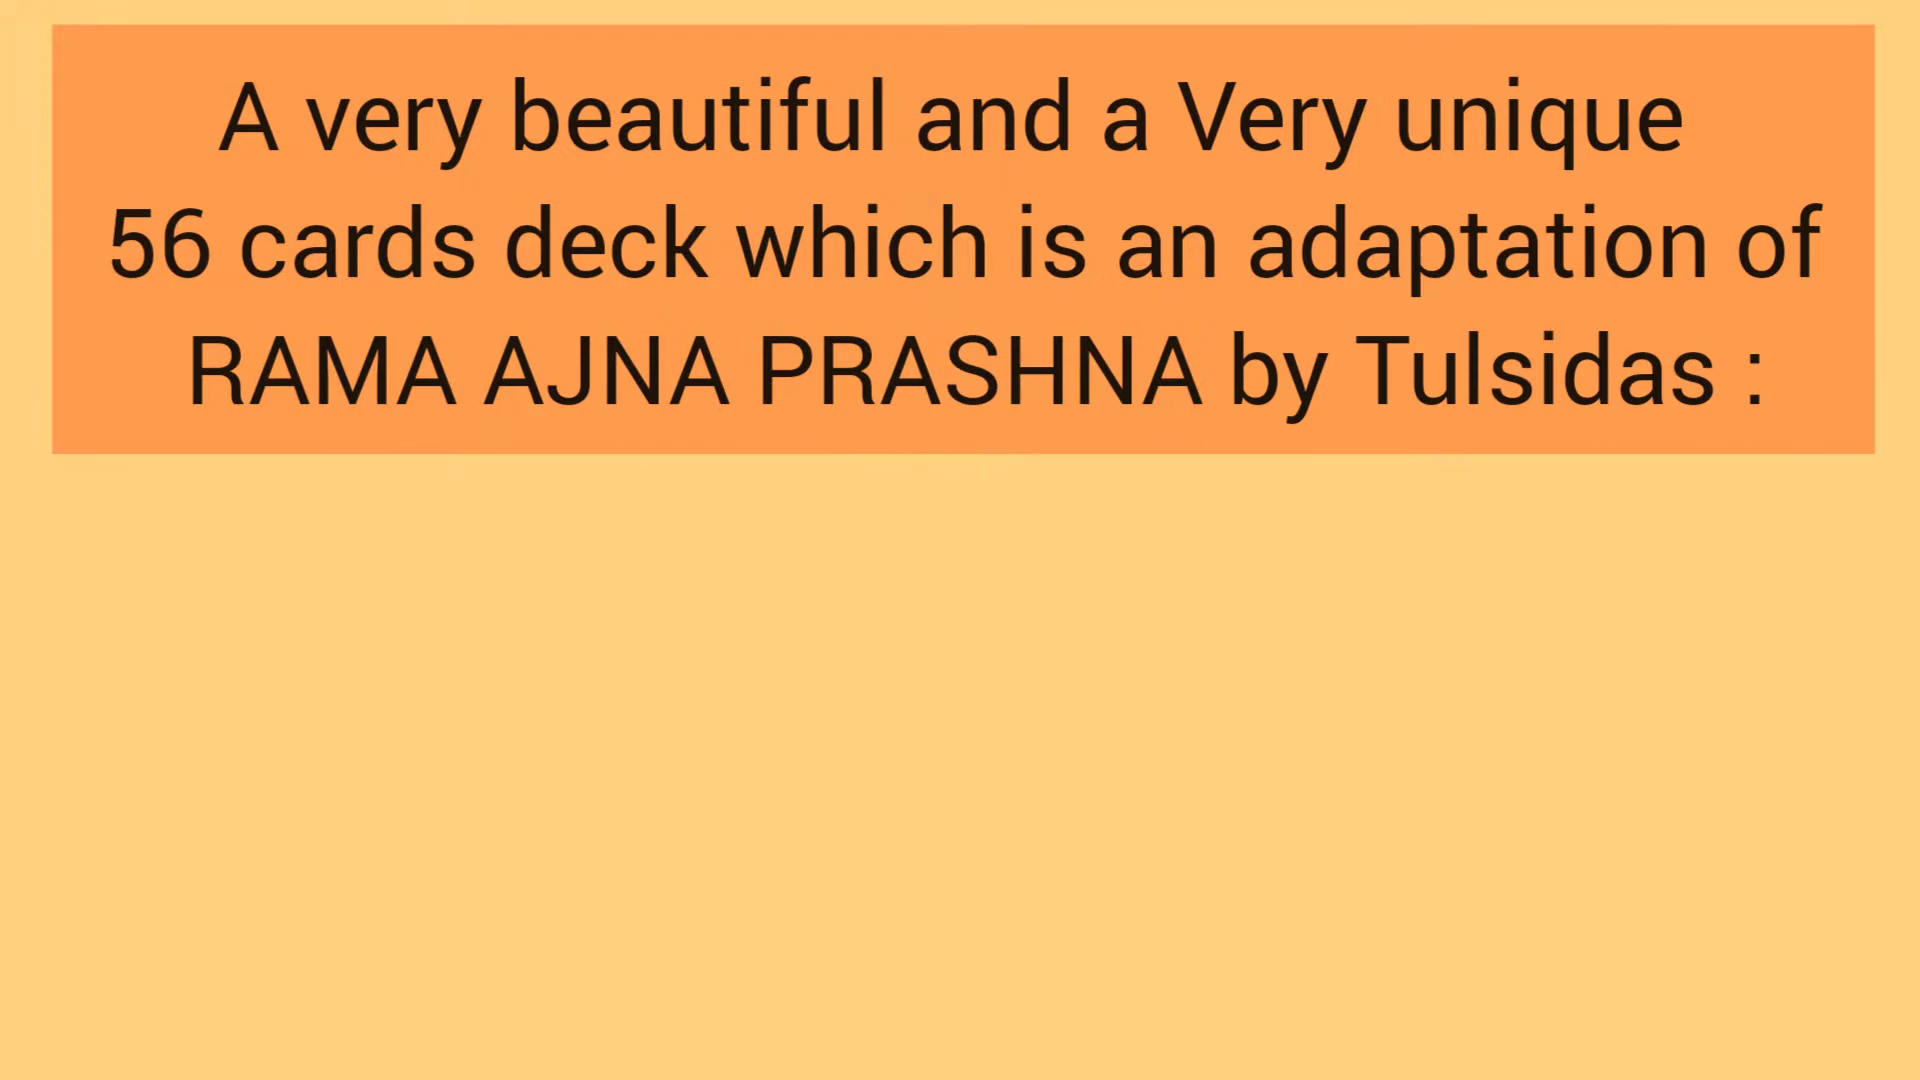 A very beautiful and a Very unique
56 cards deck which is an adaptation of
RAMA AJNA PRASHNA by Tulsidas :